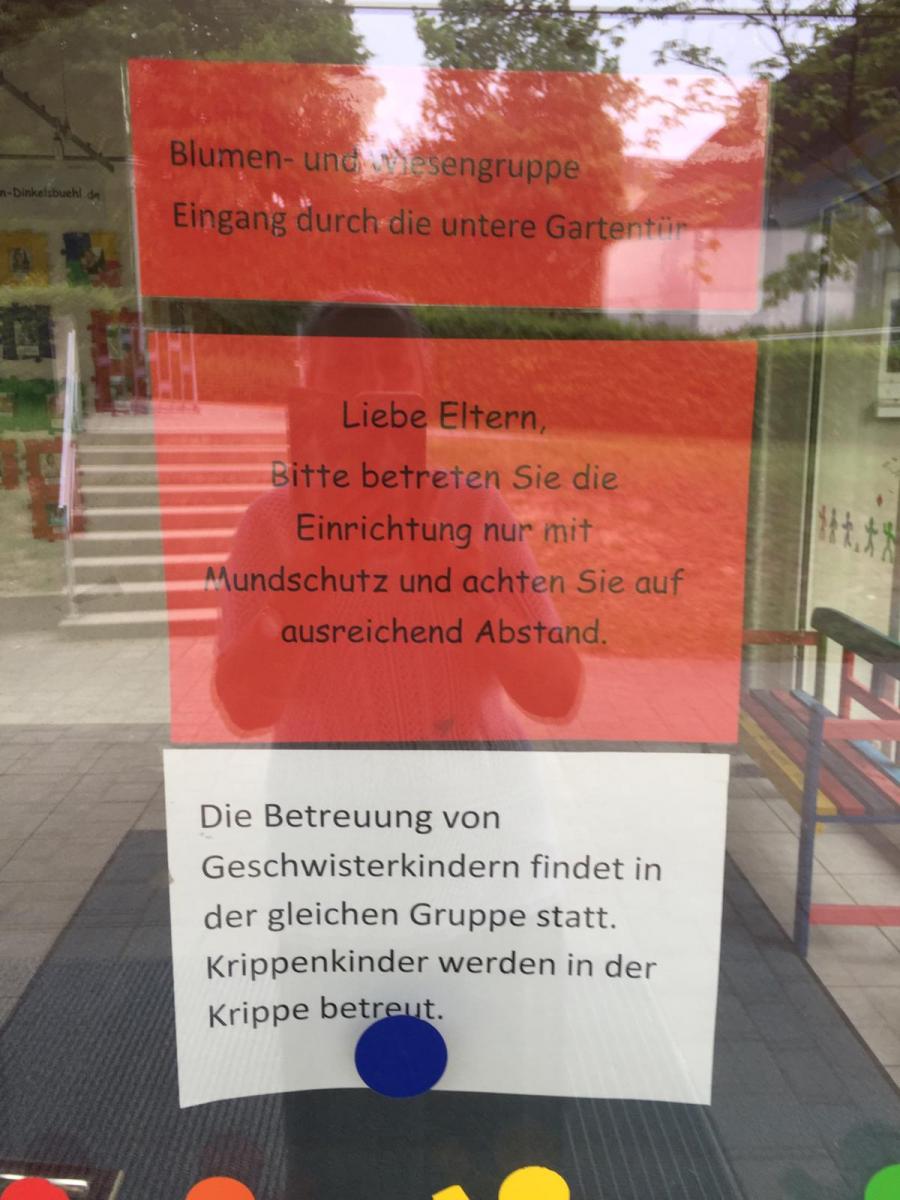 n-Dinkelsbuehl.de
Blumen- und Wiesengruppe
Eingang durch die untere Gartentür
Liebe Eltern,
Bitte betreten Sie die
Einrichtung nur mit
Mundschutz und achten Sie auf
ausreichend Abstand.
Die Betreuung von
Geschwisterkindern findet in
der gleichen Gruppe statt.
Krippenkinder werden in der
Krippe betreut.